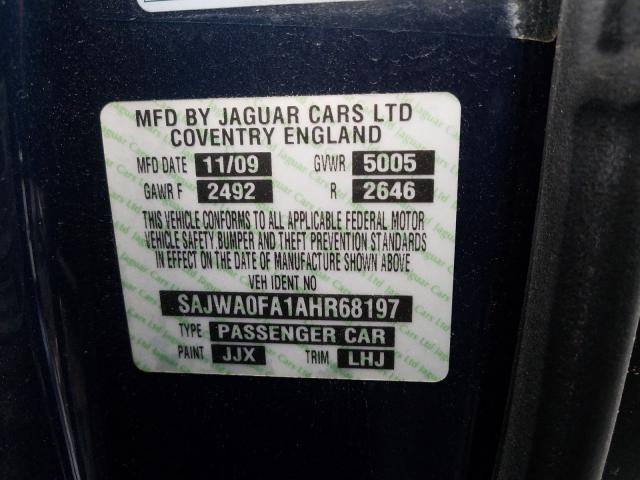 MFD BY JAGUAR CARS LTD
COVENTRY ENGLAND
MFD DATE 11/09 GVWR 5005
GAWR F 2492 R 2646
THIS VEHICLE CONFORMS TO ALL APPLICABLE FEDERAL MOTOR
VEHICLE SAFETY BUMPER AND THEFT PREVENTION STANDARDS
IN EFFECT ON THE DATE OF MANUFACTURE SHOWN ABOVE
VEH IDENT NO
SAJWA0FA1AHR68197
TYPE PASSENGER CAR
PAINT JJX TRIM LHJ